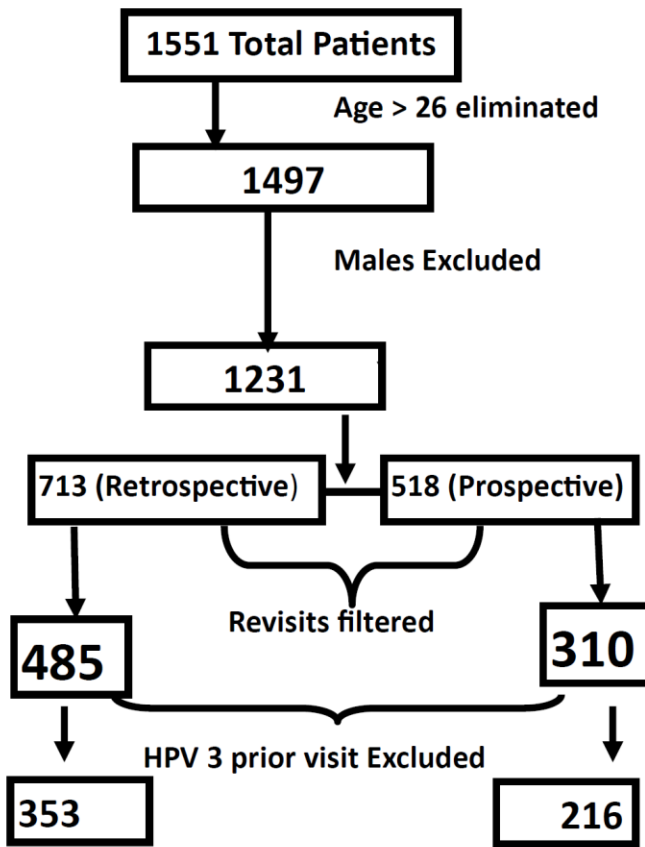 1551 Total Patients
Age > 26 eliminated
1497
Males Excluded
1231
713 (Retrospective)
518 (Prospective)
Revisits filtered
485
310
HPV 3 prior visit Excluded
353
216